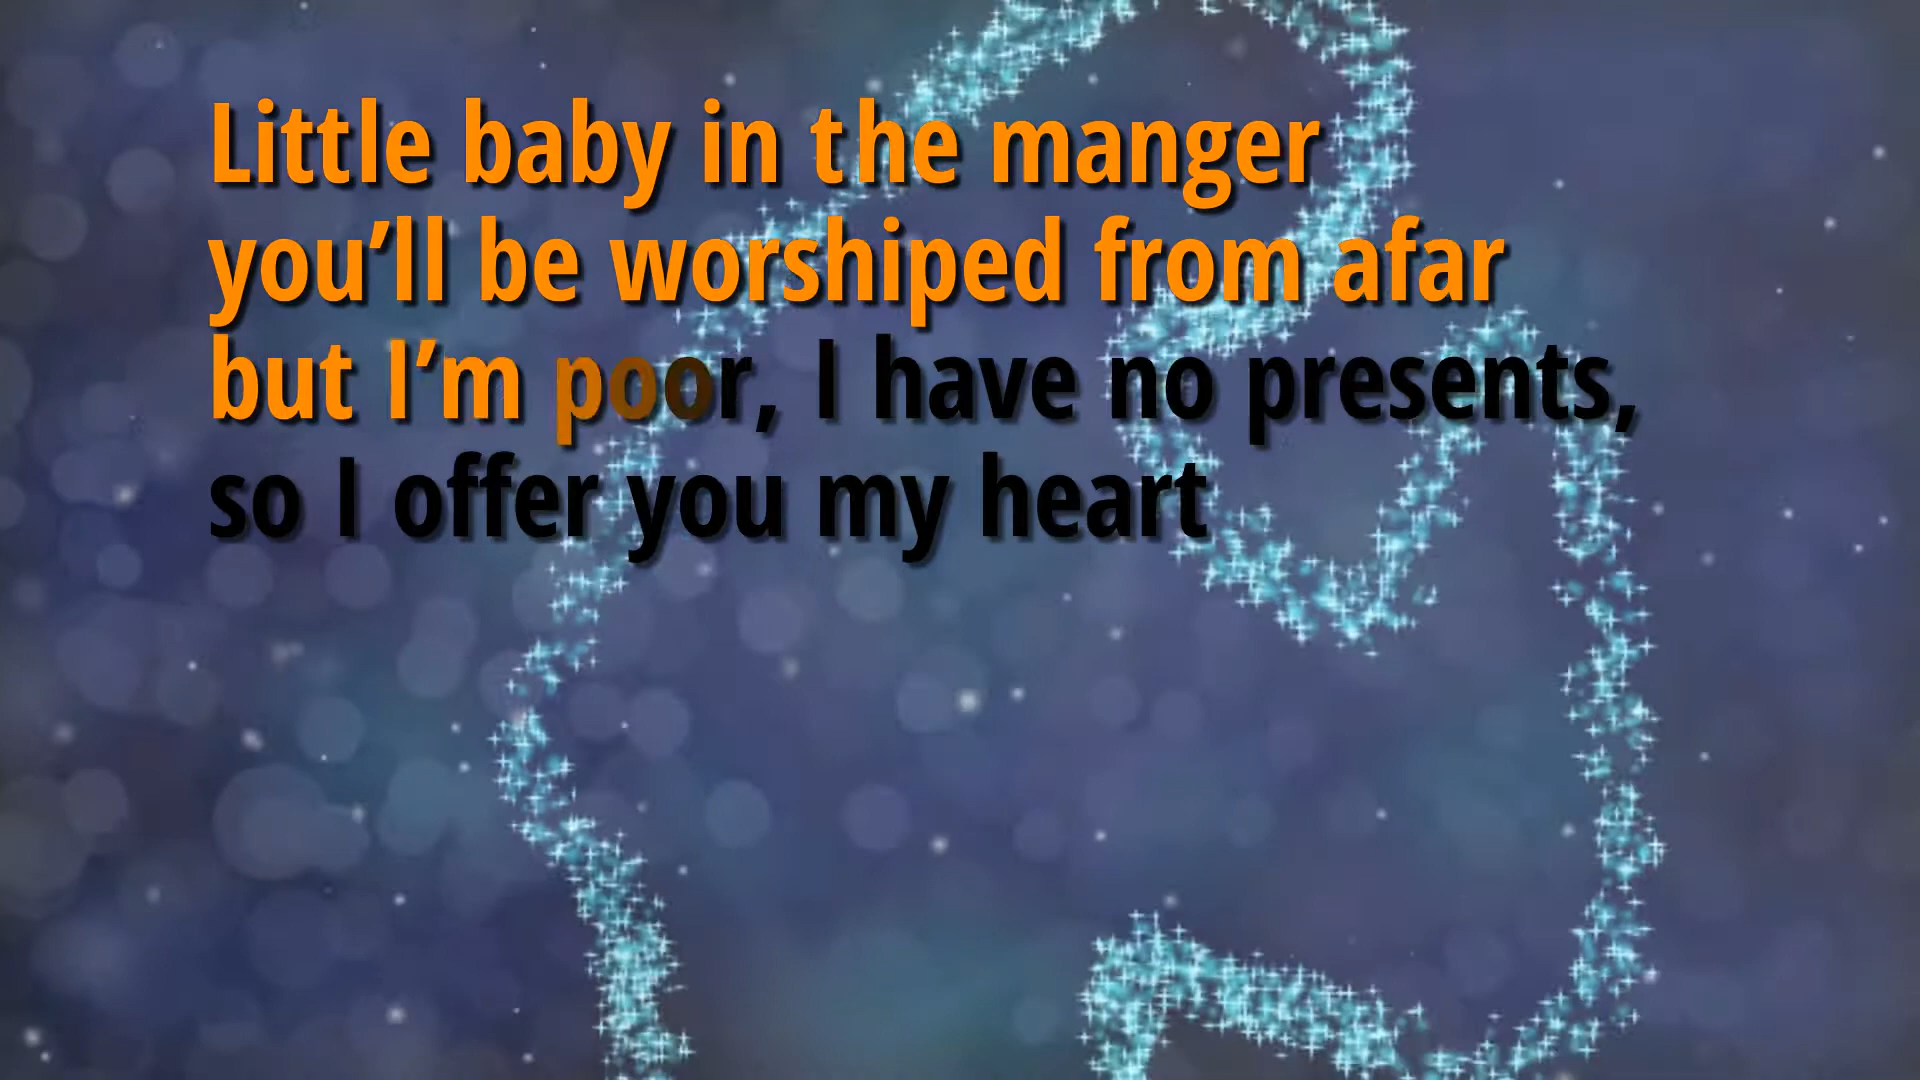 Little baby in the manger
you’ll be worshiped from afar
but I’m poor, I have no presents,
so I offer you my heart